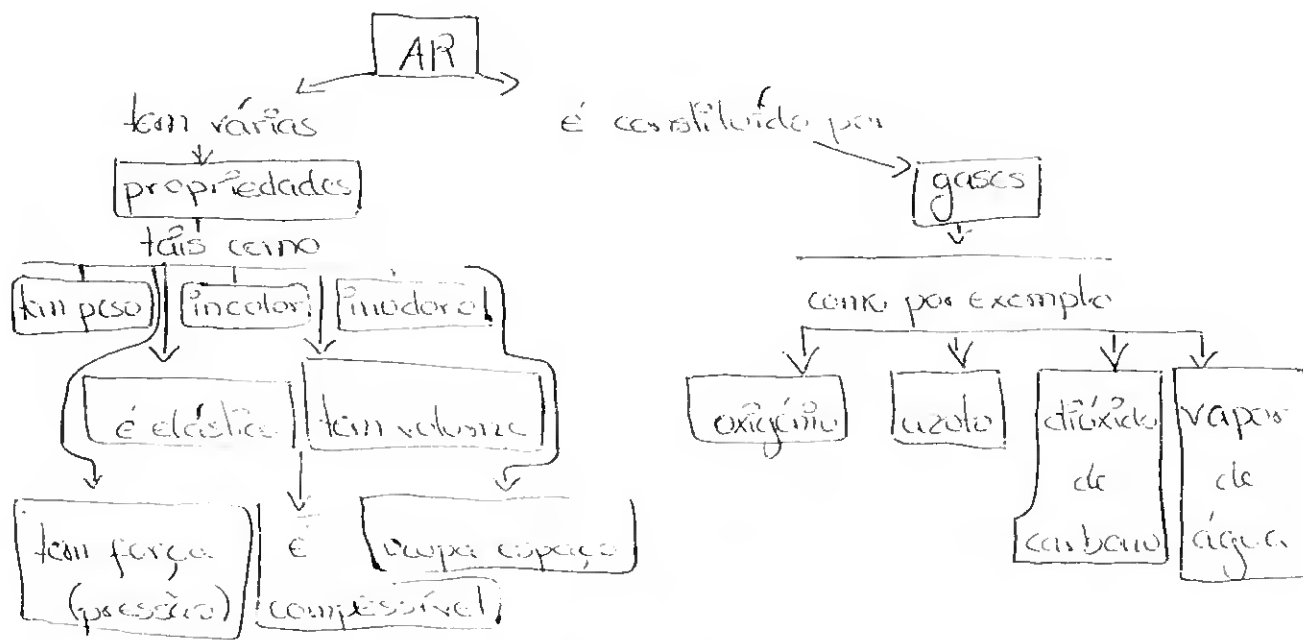 AR
tem várias
é constituído por
propriedades
gases
tais como
como por exemplo
tem peso
incolor
inodoro
é elástico
tem volume
oxigénio
azoto
dióxido
de
carbono
vapor
de
água
tem força
(pressão)
é
compessível
ocupa espaço